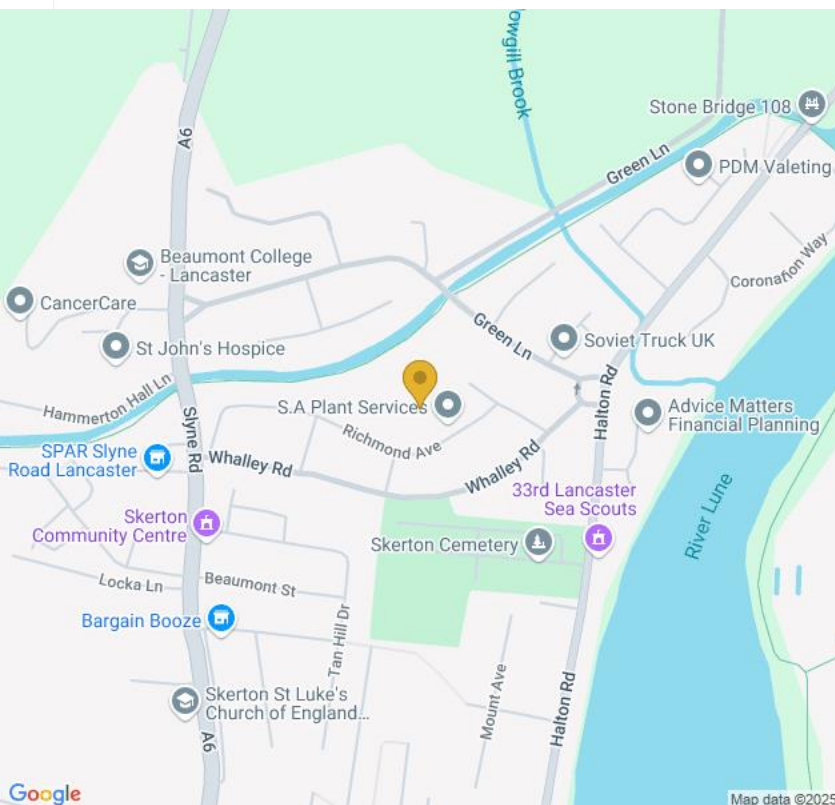 owgill Brook
Stone Bridge 108
A6
Green Ln
PDM Valeting
Beaumont College
- Lancaster
Coronation Way
CancerCare
Green Ln
Soviet Truck UK
St John's Hospice
Hammerton Hall Ln
S.A Plant Services
Halton Rd
Advice Matters
Financial Planning
Slyne Rd
Richmond Ave
SPAR Slyne
Road Lancaster
Whalley Rd
Whalley Rd
33rd Lancaster
Sea Scouts
River Lune
Skerton
Community Centre
Skerton Cemetery
Locka Ln
Beaumont St
Bargain Booze
Tan Hill Dr
Mount Ave
Skerton St Luke's
Church of England...
Halton Rd
A6
Google
Map data ©2025